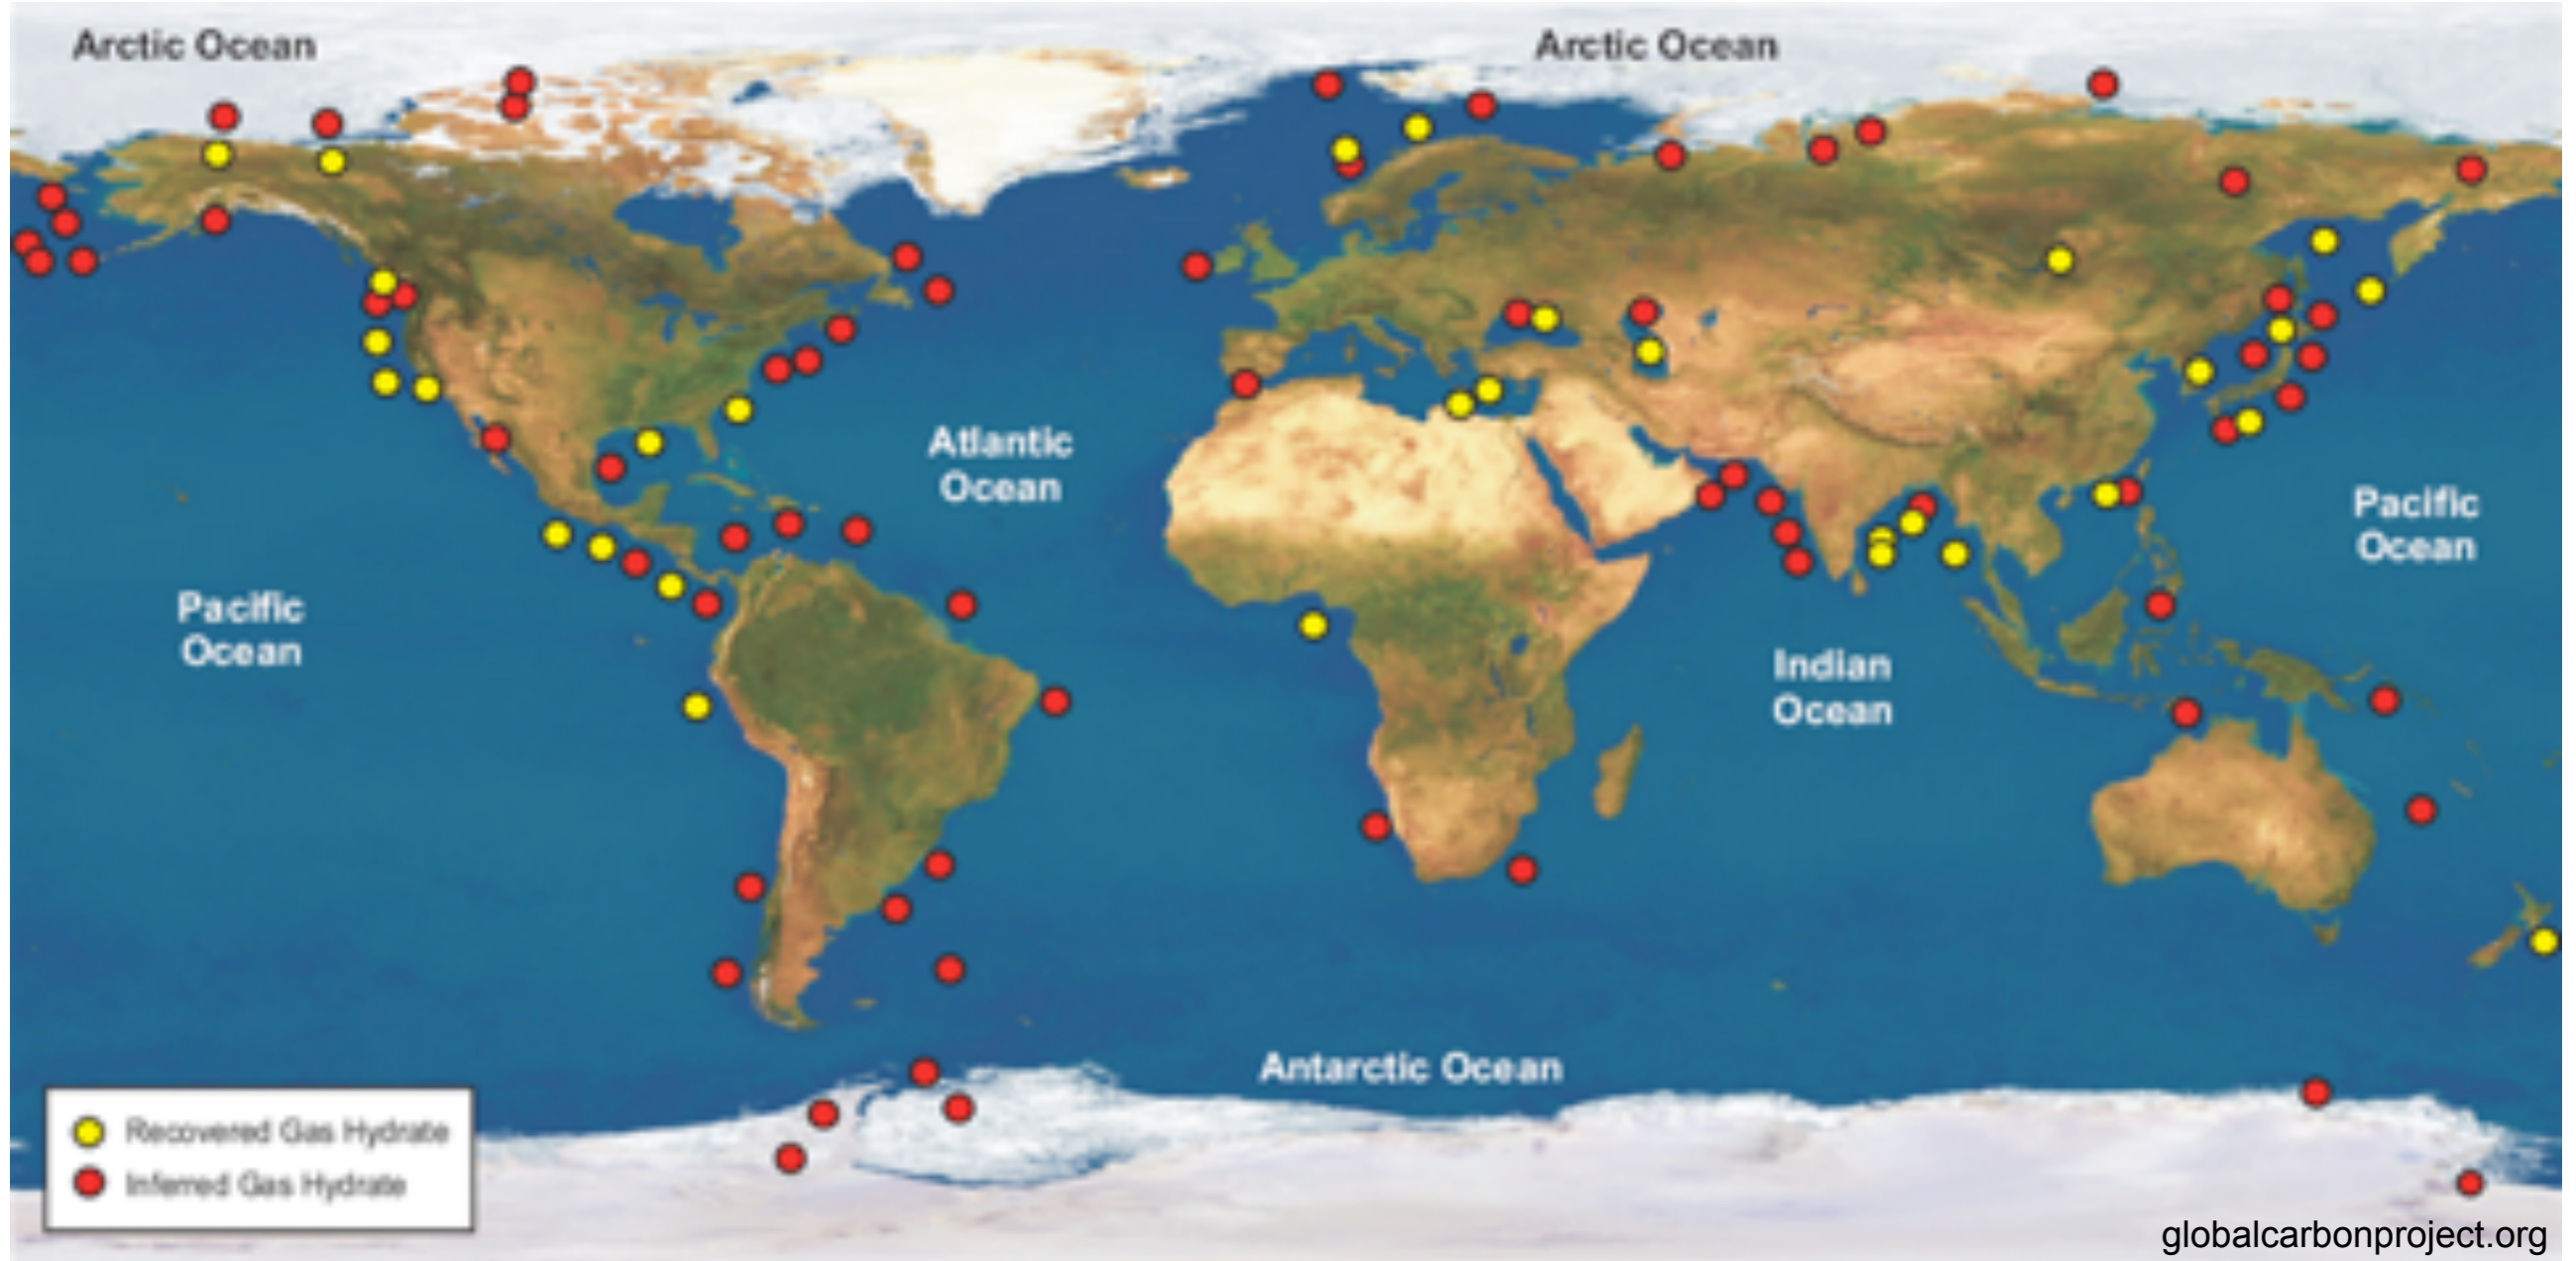 Arctic Ocean
Arctic Ocean
Atlantic
Ocean
Pacific
Ocean
Pacific
Ocean
Indian
Ocean
Antarctic Ocean
Recovered Gas Hydrate
Inferred Gas Hydrate
globalcarbonproject.org